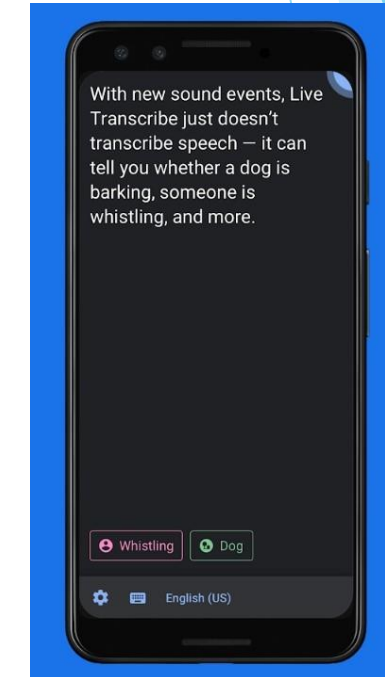 With new sound events, Live
Transcribe just doesn’t
transcribe speech — it can
tell you whether a dog is
barking, someone is
whistling, and more.
Whistling Dog
English (US)